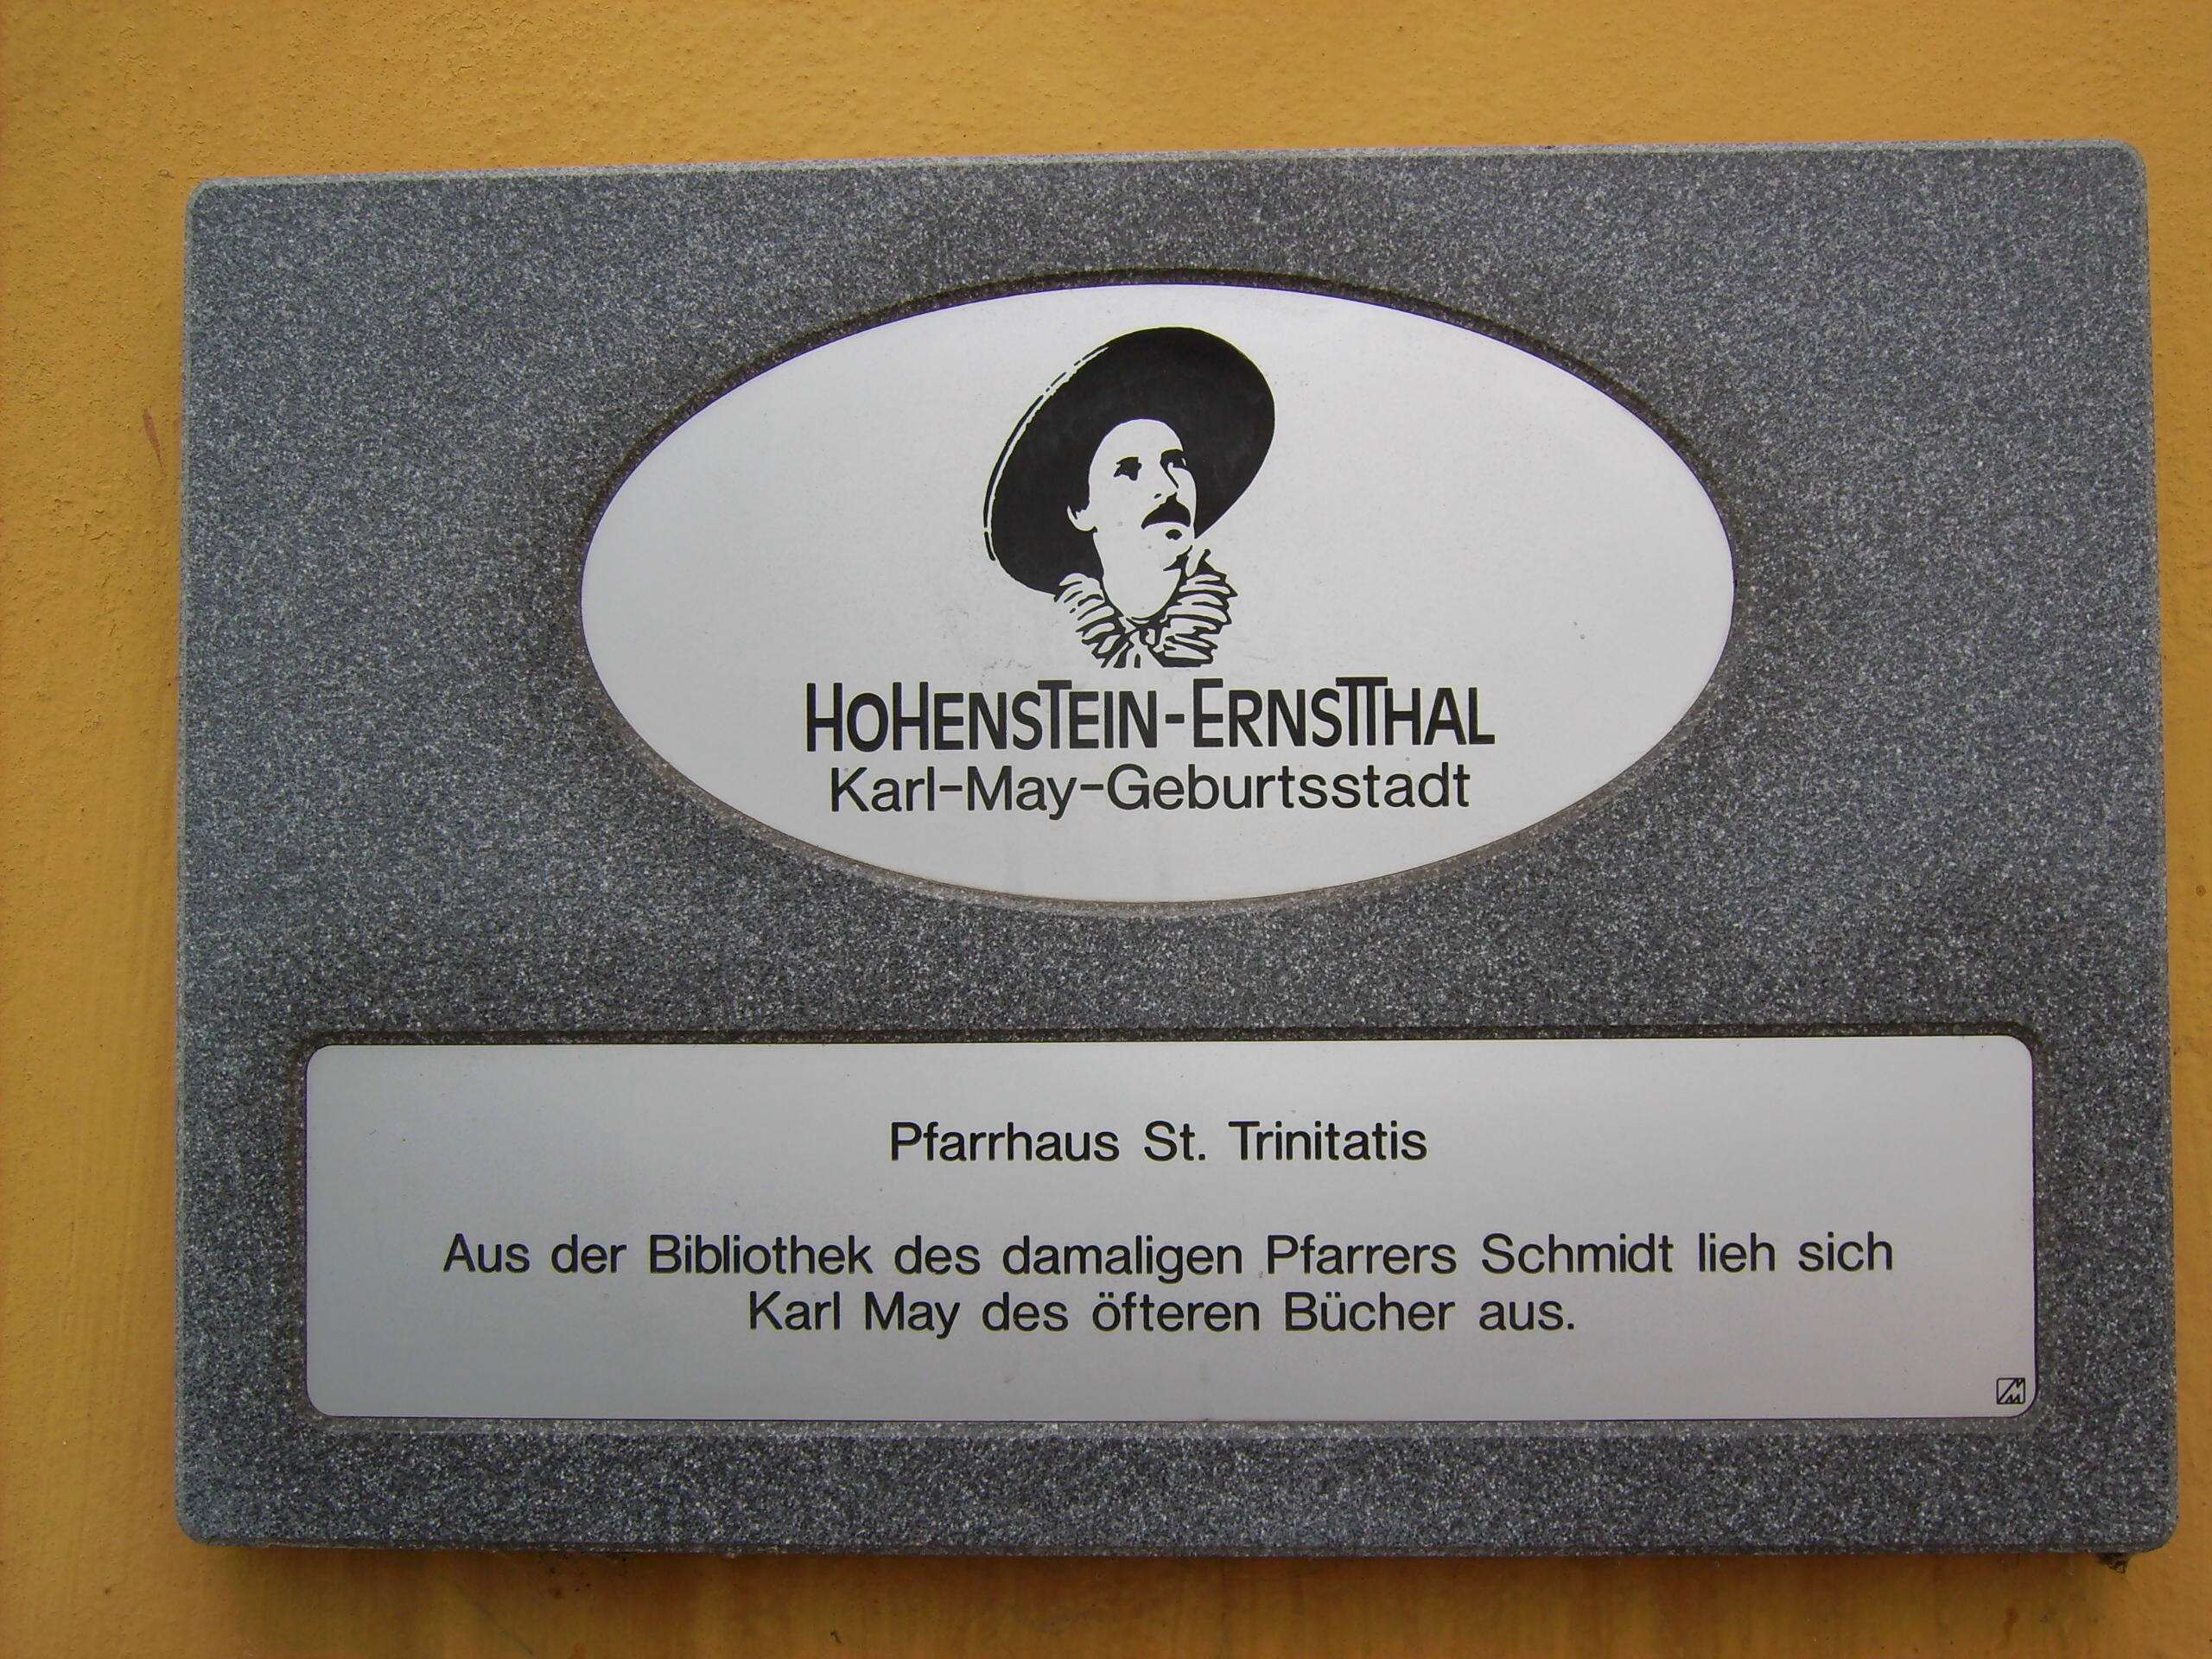 HOHENSTEIN-ERNSTTHAL
Karl-May-Geburtsstadt
Pfarrhaus St. Trinitatis
Aus der Bibliothek des damaligen Pfarrers Schmidt lieh sich
Karl May des öfteren Bücher aus.